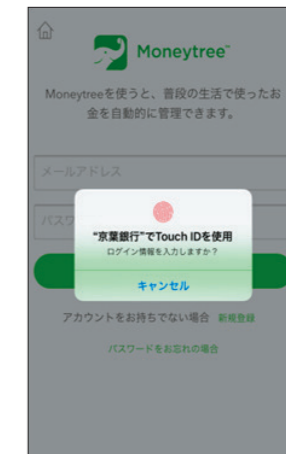 Moneytree™
Moneytreeを使うと、普段の生活で使ったお
金を自動的に管理できます。
メールアドレス
パスワ
"京葉銀行"でTouch IDを使用
ログイン情報を入力しますか？
キャンセル
アカウントをお持ちでない場合 新規登録
パスワードをお忘れの場合